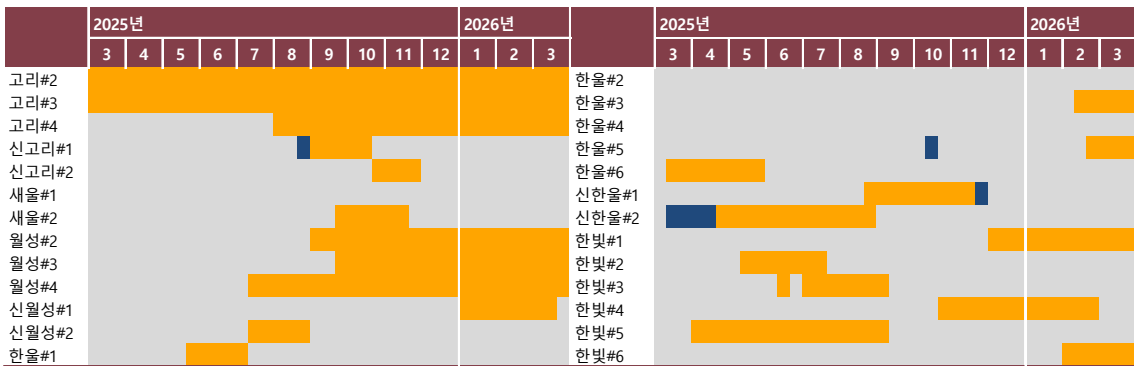 2025년 2026년 2025년 2026년
3 4 5 6 7 8 9 10 11 12 1 2 3 3 4 5 6 7 8 9 10 11 12 1 2 3
고리#2 한울#2
고리#3 한울#3
고리#4 한울#4
신고리#1 한울#5
신고리#2 한울#6
새울#1 신한울#1
새울#2 신한울#2
월성#2 한빛#1
월성#3 한빛#2
월성#4 한빛#3
신월성#1 한빛#4
신월성#2 한빛#5
한울#1 한빛#6